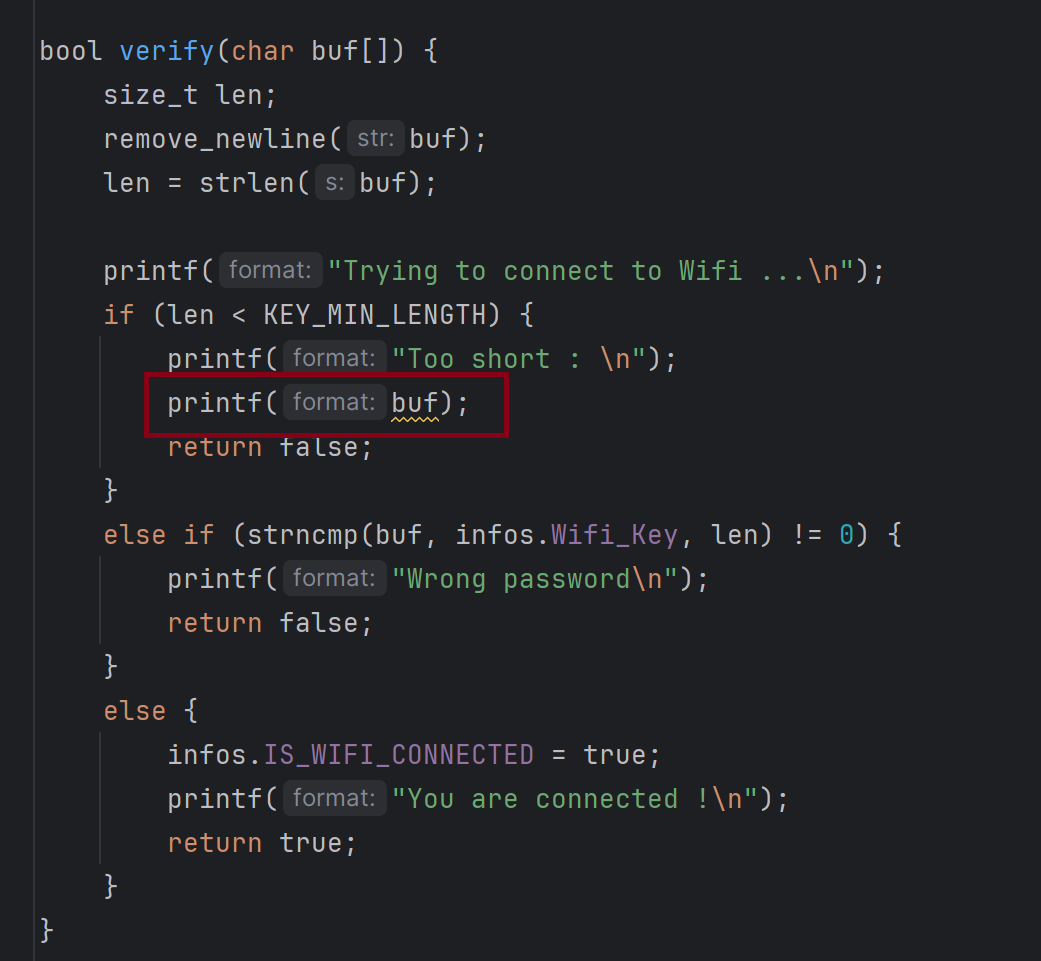 bool verify(char buf[]) {
size_t len;
remove_newline( str: buf);
len = strlen( s: buf);
printf( format: "Trying to connect to Wifi ...\n");
if (len < KEY_MIN_LENGTH) {
printf( format: "Too short : \n");
printf( format: buf);
return false;
}
else if (strncmp(buf, infos.Wifi_Key, len) != 0) {
printf( format: "Wrong password\n");
return false;
}
else {
infos.IS_WIFI_CONNECTED = true;
printf( format: "You are connected !\n");
return true;
}
}